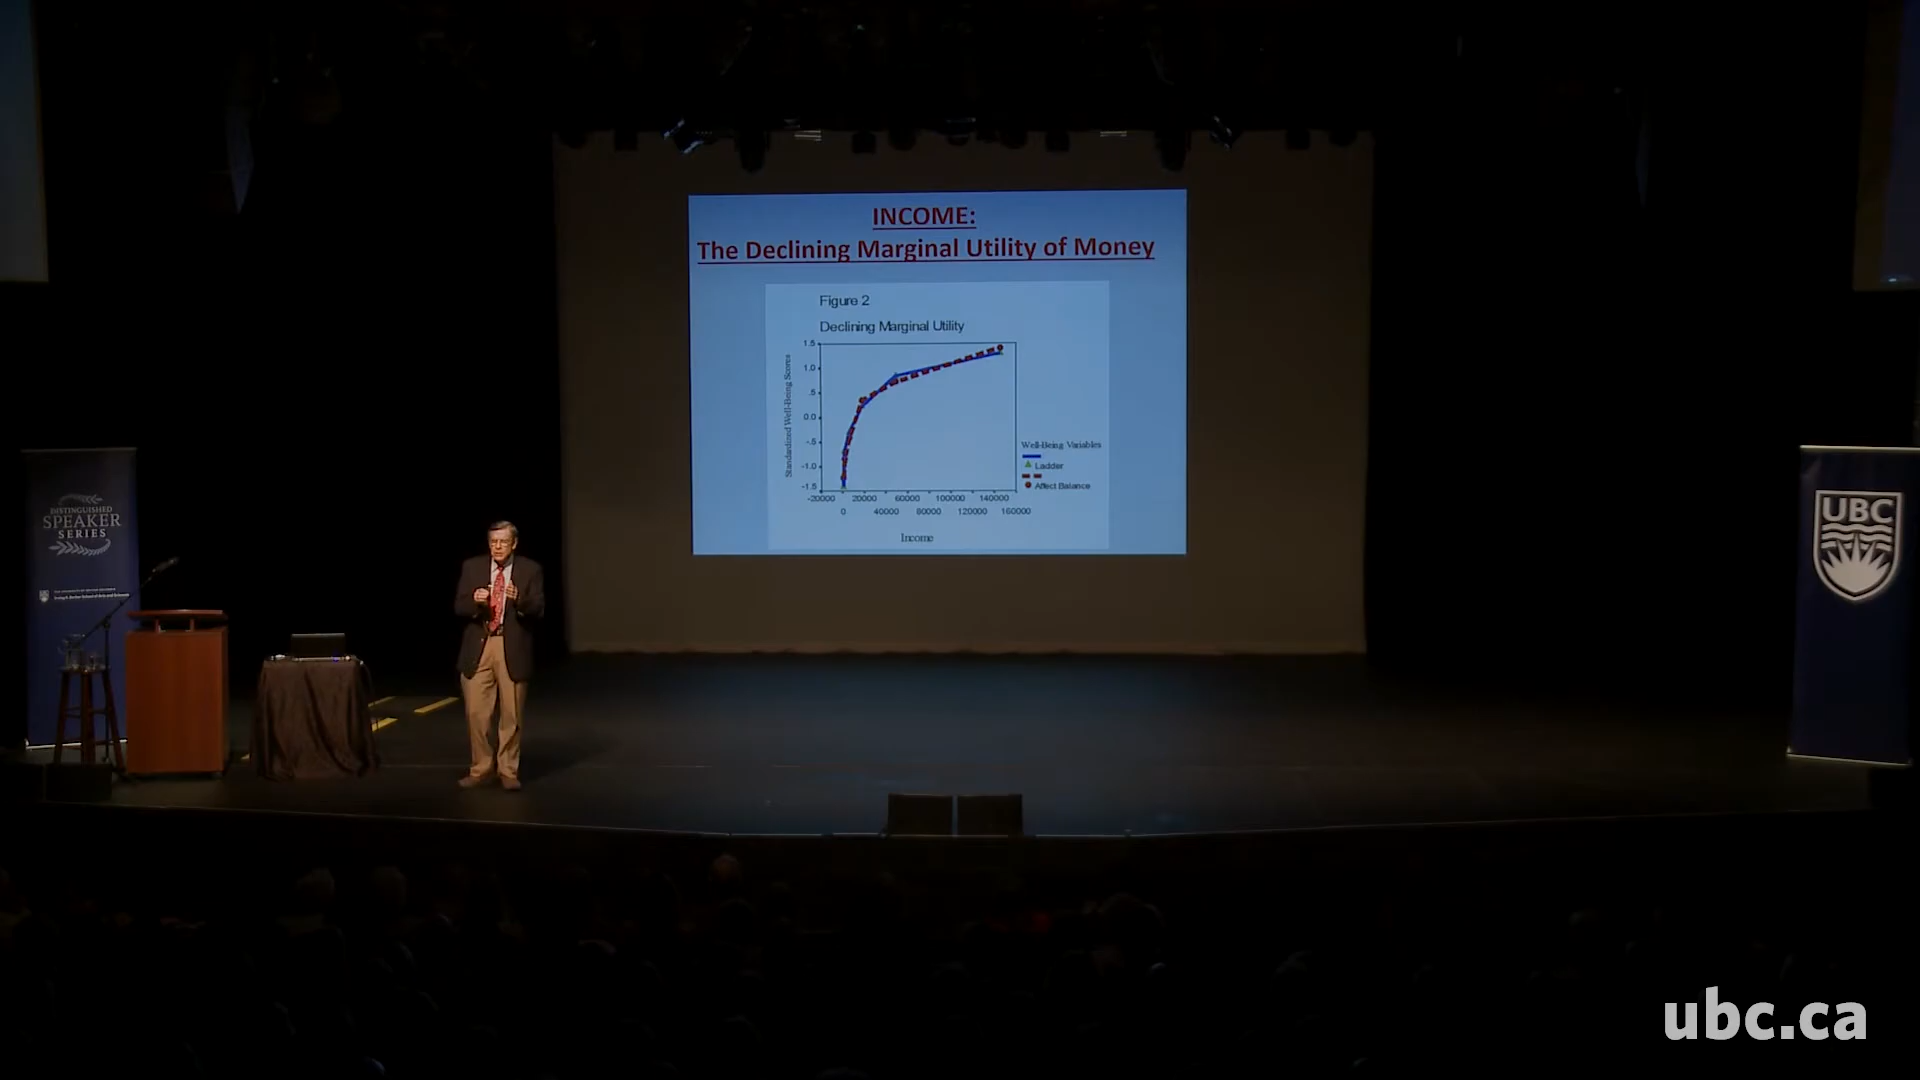 INCOME:
The Declining Marginal Utility of Money
Figure 2
Declining Marginal Utility
Standardized Well-Being Scores
1.5
1.0
.5
0.0
-.5
-1.0
-1.5
-20000 20000 60000 100000 140000
0 40000 80000 120000 160000
Income
Well-Being Variables
Ladder
Affect Balance
DISTINGUISHED
SPEAKER
SERIES
UBC
ubc.ca